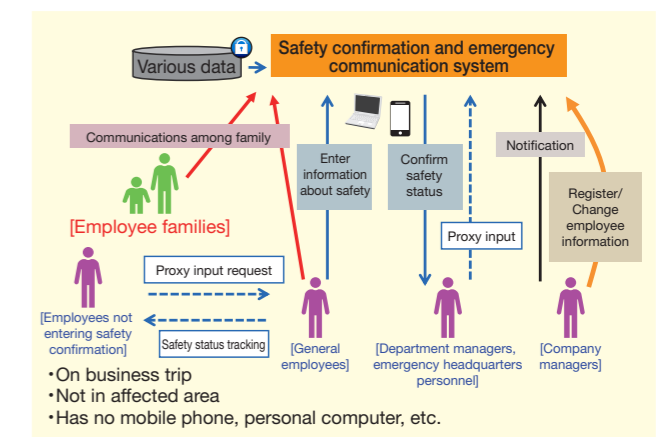 Various data
Safety confirmation and emergency
communication system
Communications among family
Enter
information
about safety
Confirm
safety
status
Notification
Register/
Change
employee
information
[Employee families]
Proxy input
Proxy input request
Safety status tracking
[Employees not
entering safety
confirmation]
[General
employees]
[Department managers,
emergency headquarters
personnel]
[Company
managers]
・On business trip
・Not in affected area
・Has no mobile phone, personal computer, etc.